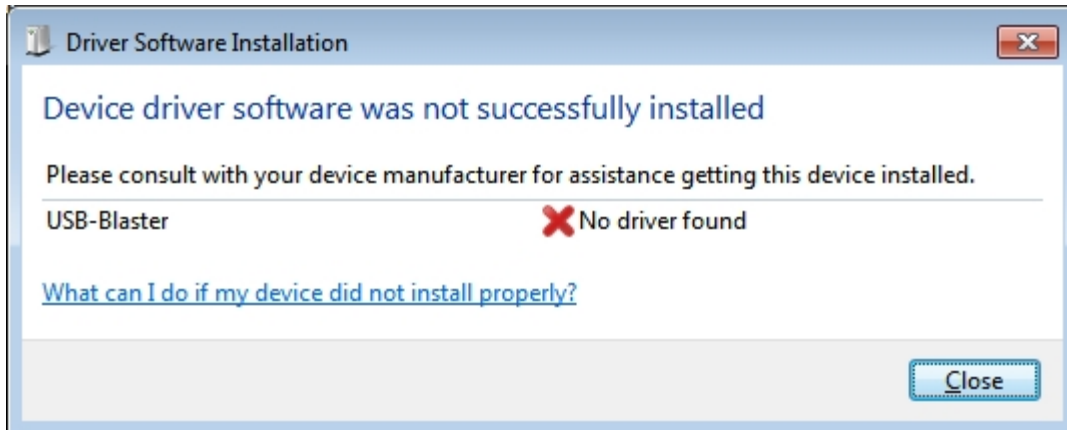 Driver Software Installation
Device driver software was not successfully installed
Please consult with your device manufacturer for assistance getting this device installed.
USB-Blaster No driver found
What can I do if my device did not install properly?
Close